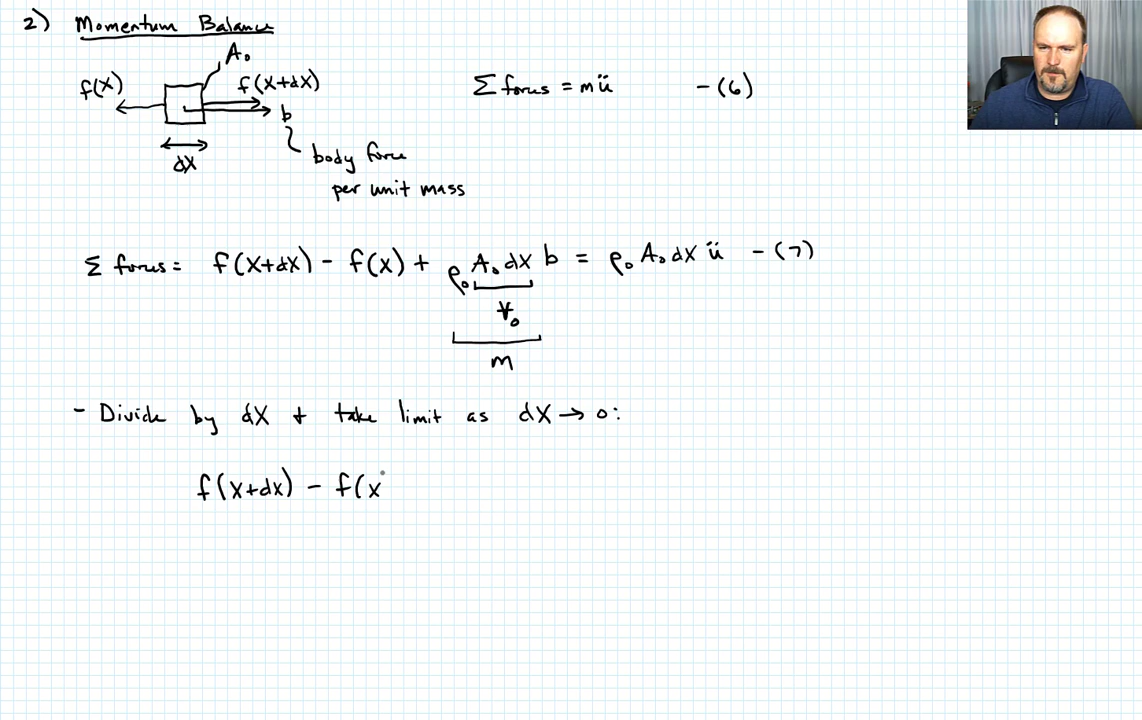 2) Momentum Balance
A₀
f(X) f(X+dX)
b
dX
body force
per unit mass
Σ forces = mü - (6)
Σ forces = f(X+dX) - f(X) + ρ₀ A₀ dX b = ρ₀ A₀ dX ü - (7)
V₀
m
- Divide by dX + take limit as dX → 0:
f(X+dX) - f(X